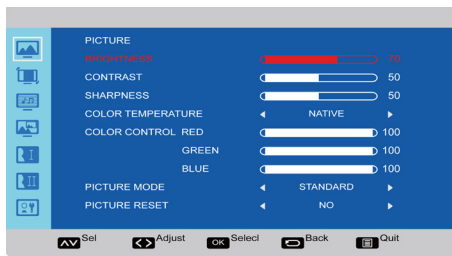 PICTURE
BRIGHTNESS 70
CONTRAST 50
SHARPNESS 50
COLOR TEMPERATURE NATIVE
COLOR CONTROL RED 100
GREEN 100
BLUE 100
PICTURE MODE STANDARD
PICTURE RESET NO
Sel Adjust OK Selecl Back Quit